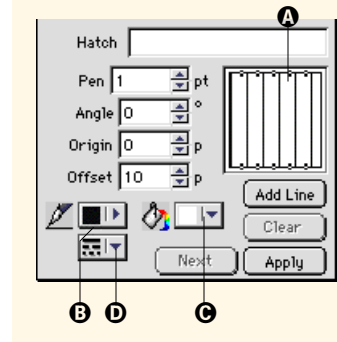 A
Hatch
Pen 1 pt
Angle 0 °
Origin 0 p
Offset 10 p
Add Line
Clear
Next Apply
B D C